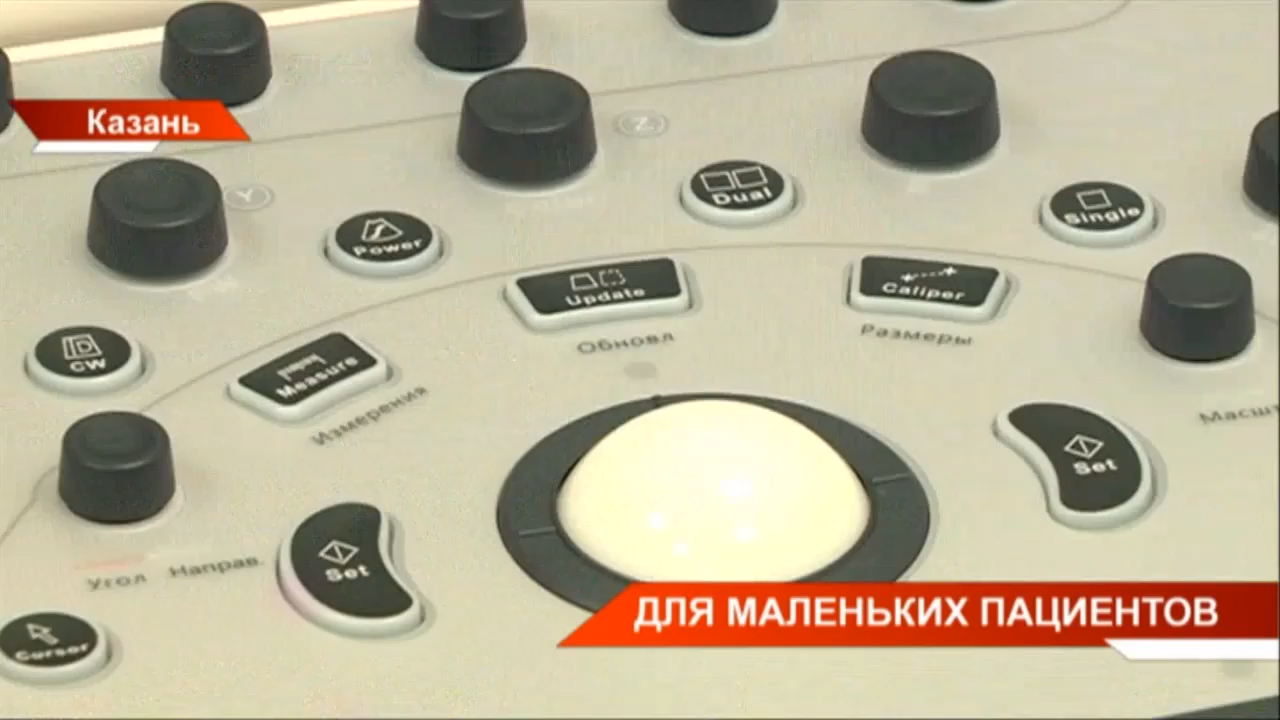 Казань
Z
Y
Dual
Single
Power
Update
Caliper
Обновл
Размеры
CW
Measure
Измерения
Set
Set
Угол Направ.
Cursor
ДЛЯ МАЛЕНЬКИХ ПАЦИЕНТОВ